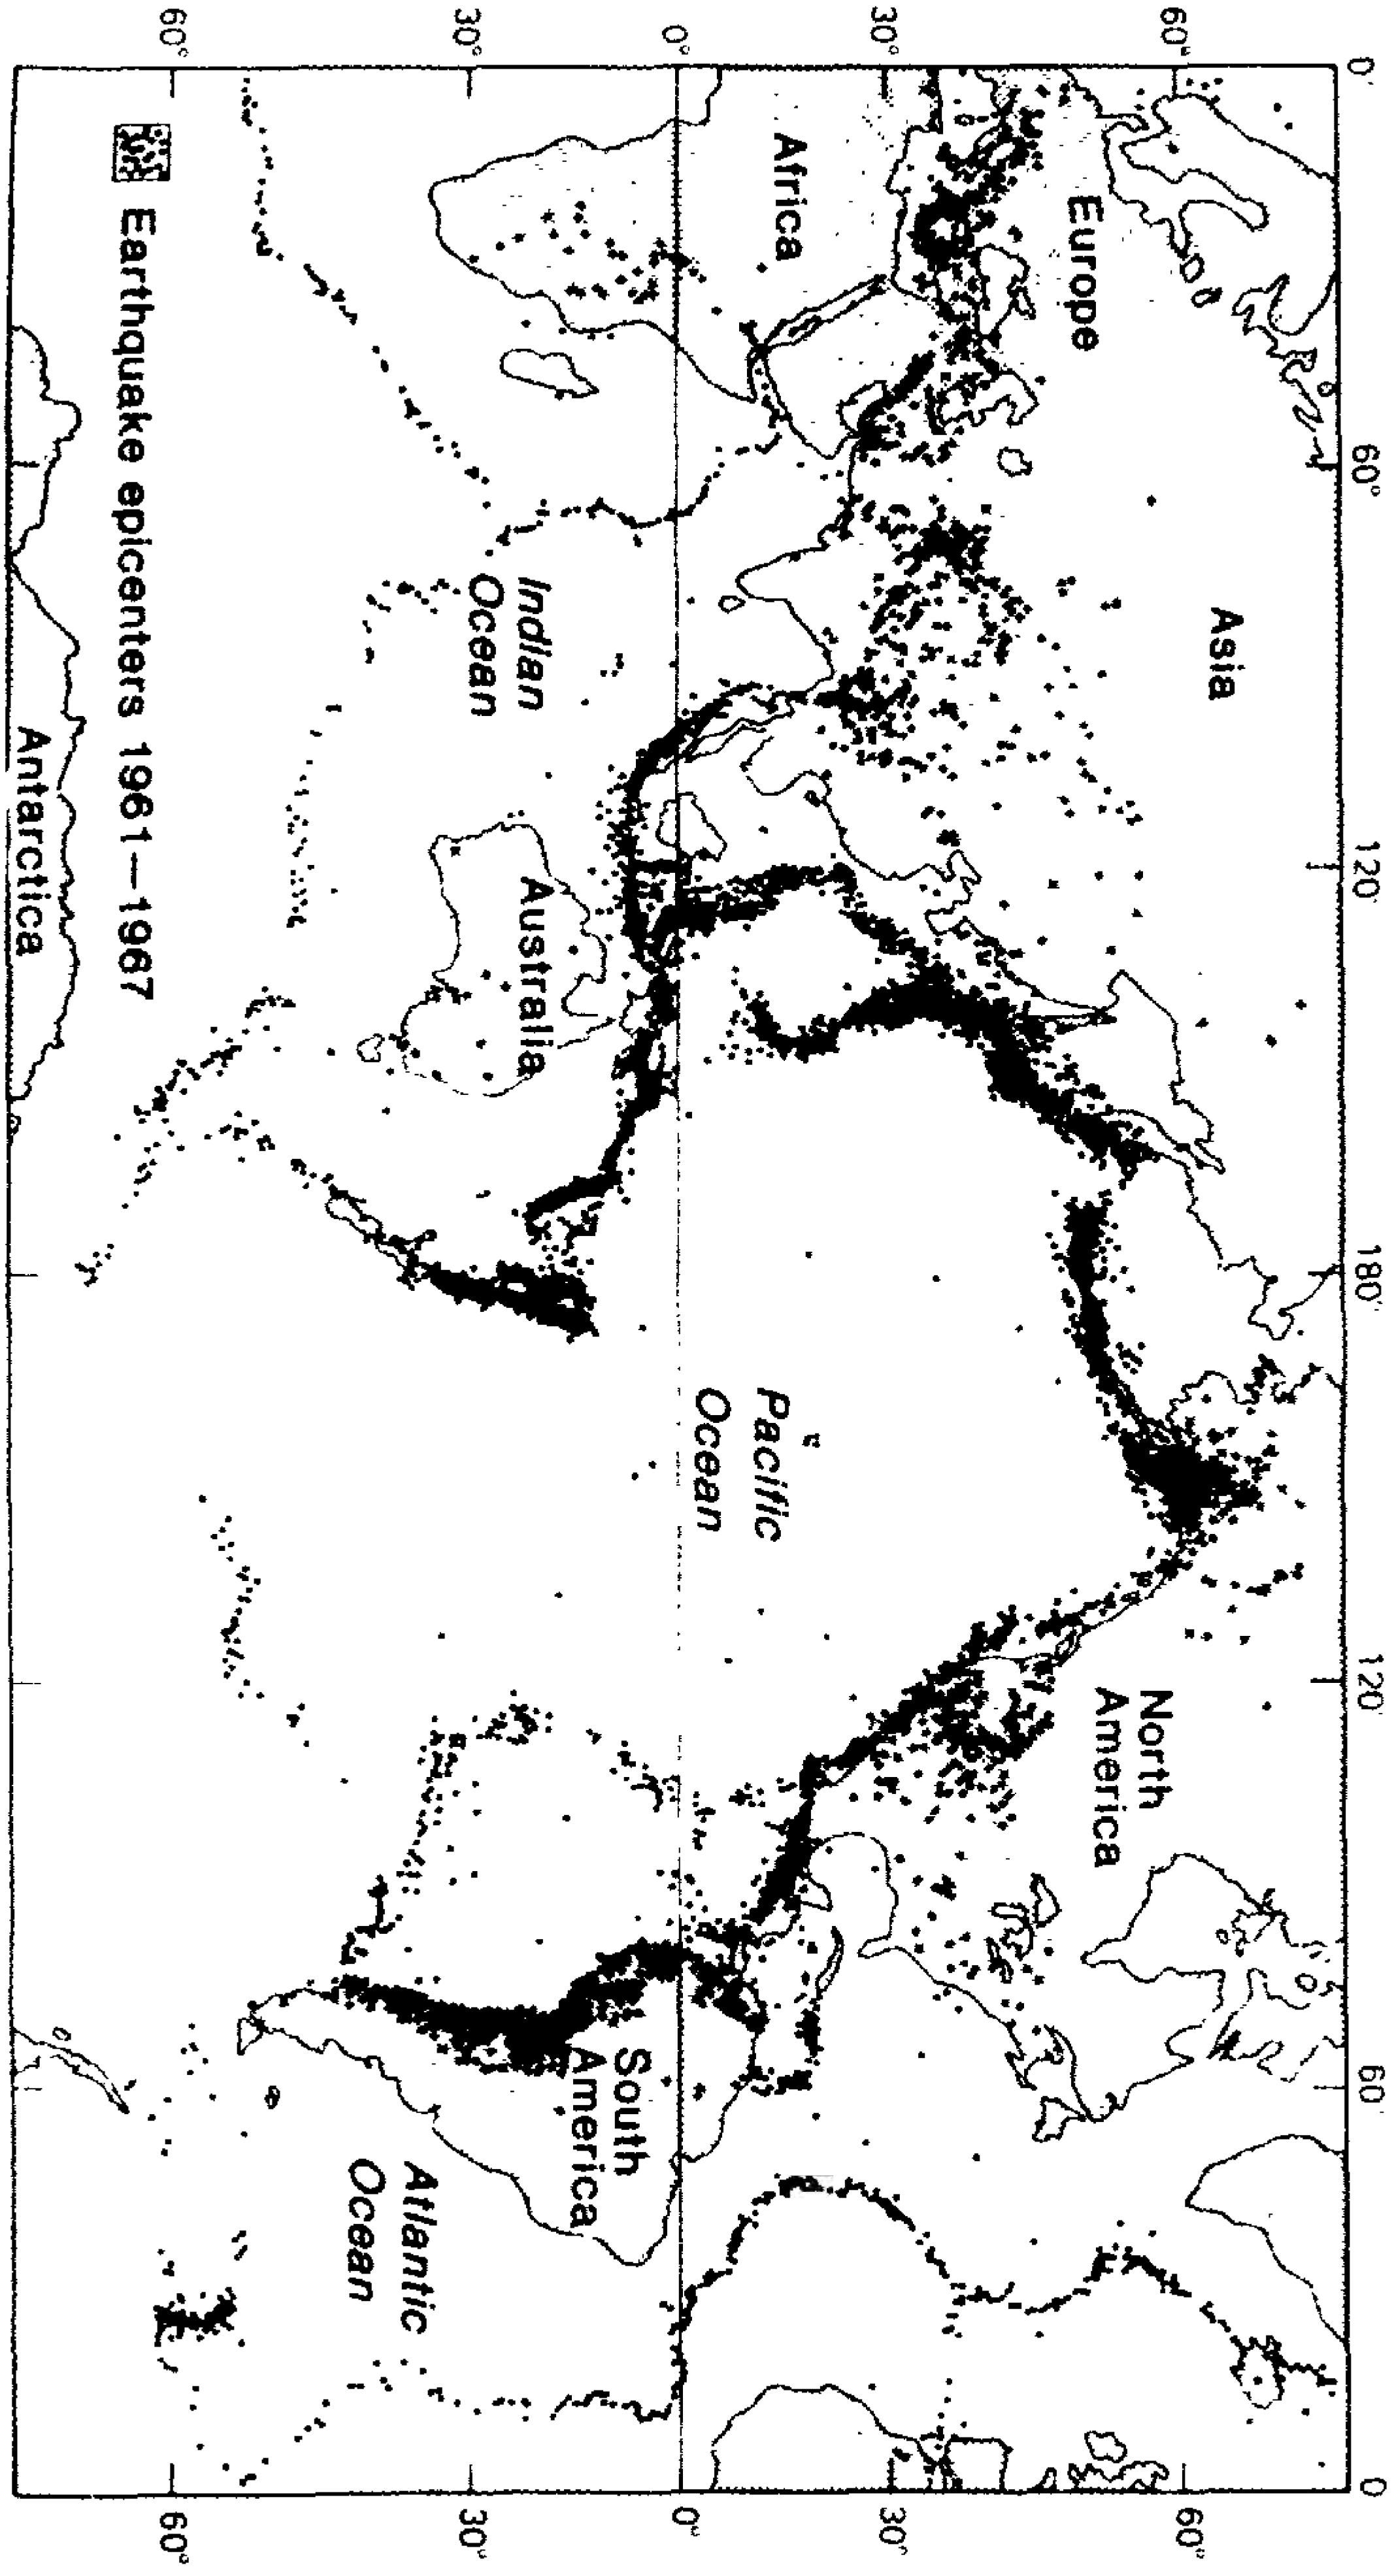 0° 60° 120° 180° 120° 60° 0
60° 60°
Asia
North
America
Europe
30° 30°
Africa
Pacific
Ocean
0° 0°
South
America
Indian
Ocean
Australia
Atlantic
Ocean
30° 30°
60° 60°
Earthquake epicenters 1961–1967
Antarctica